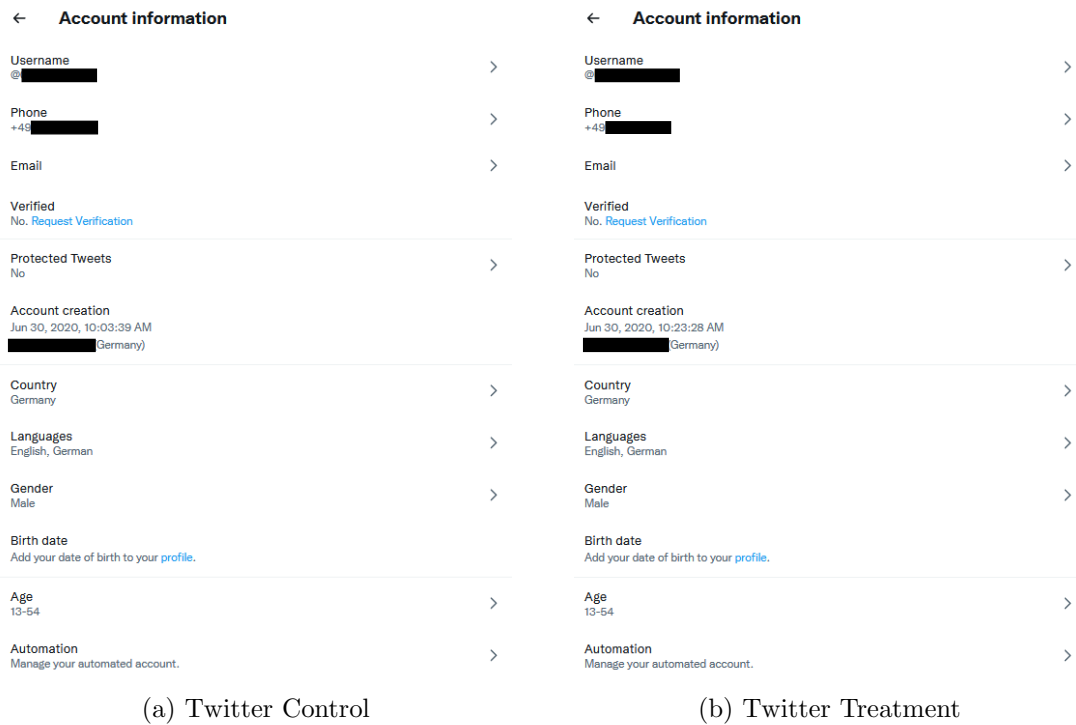 Account information
Username
@
Phone
+49
Email
Verified
No. Request Verification
Protected Tweets
No
Account creation
Jun 30, 2020, 10:03:39 AM
Germany)
Country
Germany
Languages
English, German
Gender
Male
Birth date
Add your date of birth to your profile.
Age
13-54
Automation
Manage your automated account.
(a) Twitter Control
Account information
Username
@
Phone
+49
Email
Verified
No. Request Verification
Protected Tweets
No
Account creation
Jun 30, 2020, 10:23:28 AM
Germany)
Country
Germany
Languages
English, German
Gender
Male
Birth date
Add your date of birth to your profile.
Age
13-54
Automation
Manage your automated account.
(b) Twitter Treatment